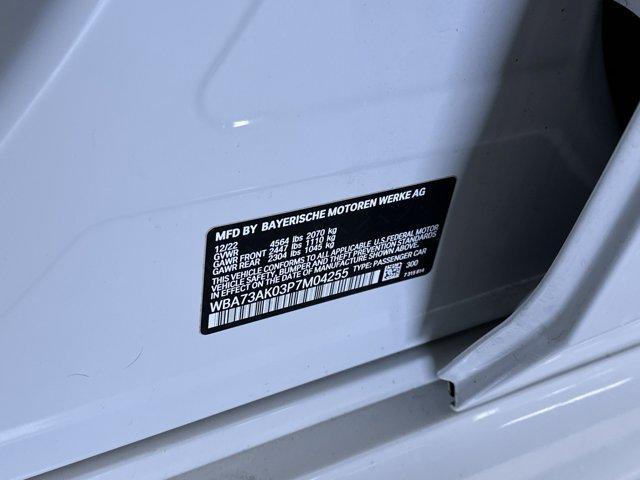 MFD BY BAYERISCHE MOTOREN WERKE AG
12/22
GVWR 4564 lbs 2070 kg
GAWR FRONT 2447 lbs 1110 kg
GAWR REAR 2304 lbs 1045 kg
THIS VEHICLE CONFORMS TO ALL APPLICABLE U.S. FEDERAL MOTOR
VEHICLE SAFETY, BUMPER AND THEFT PREVENTION STANDARDS IN
EFFECT ON THE DATE OF MANUFACTURE SHOWN ABOVE.
WBA73AK03P7M04255 TYPE: PASSENGER CAR
300